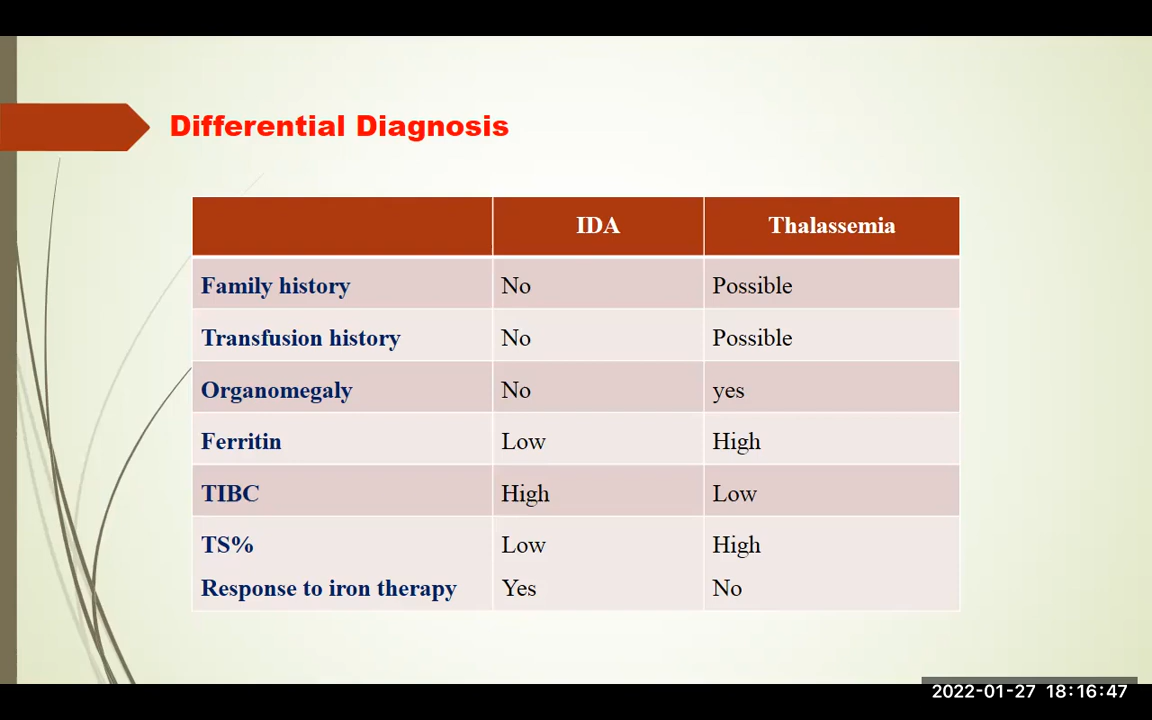 Differential Diagnosis
IDA Thalassemia
Family history No Possible
Transfusion history No Possible
Organomegaly No yes
Ferritin Low High
TIBC High Low
TS% Low High
Response to iron therapy Yes No
2022-01-27 18:16:47